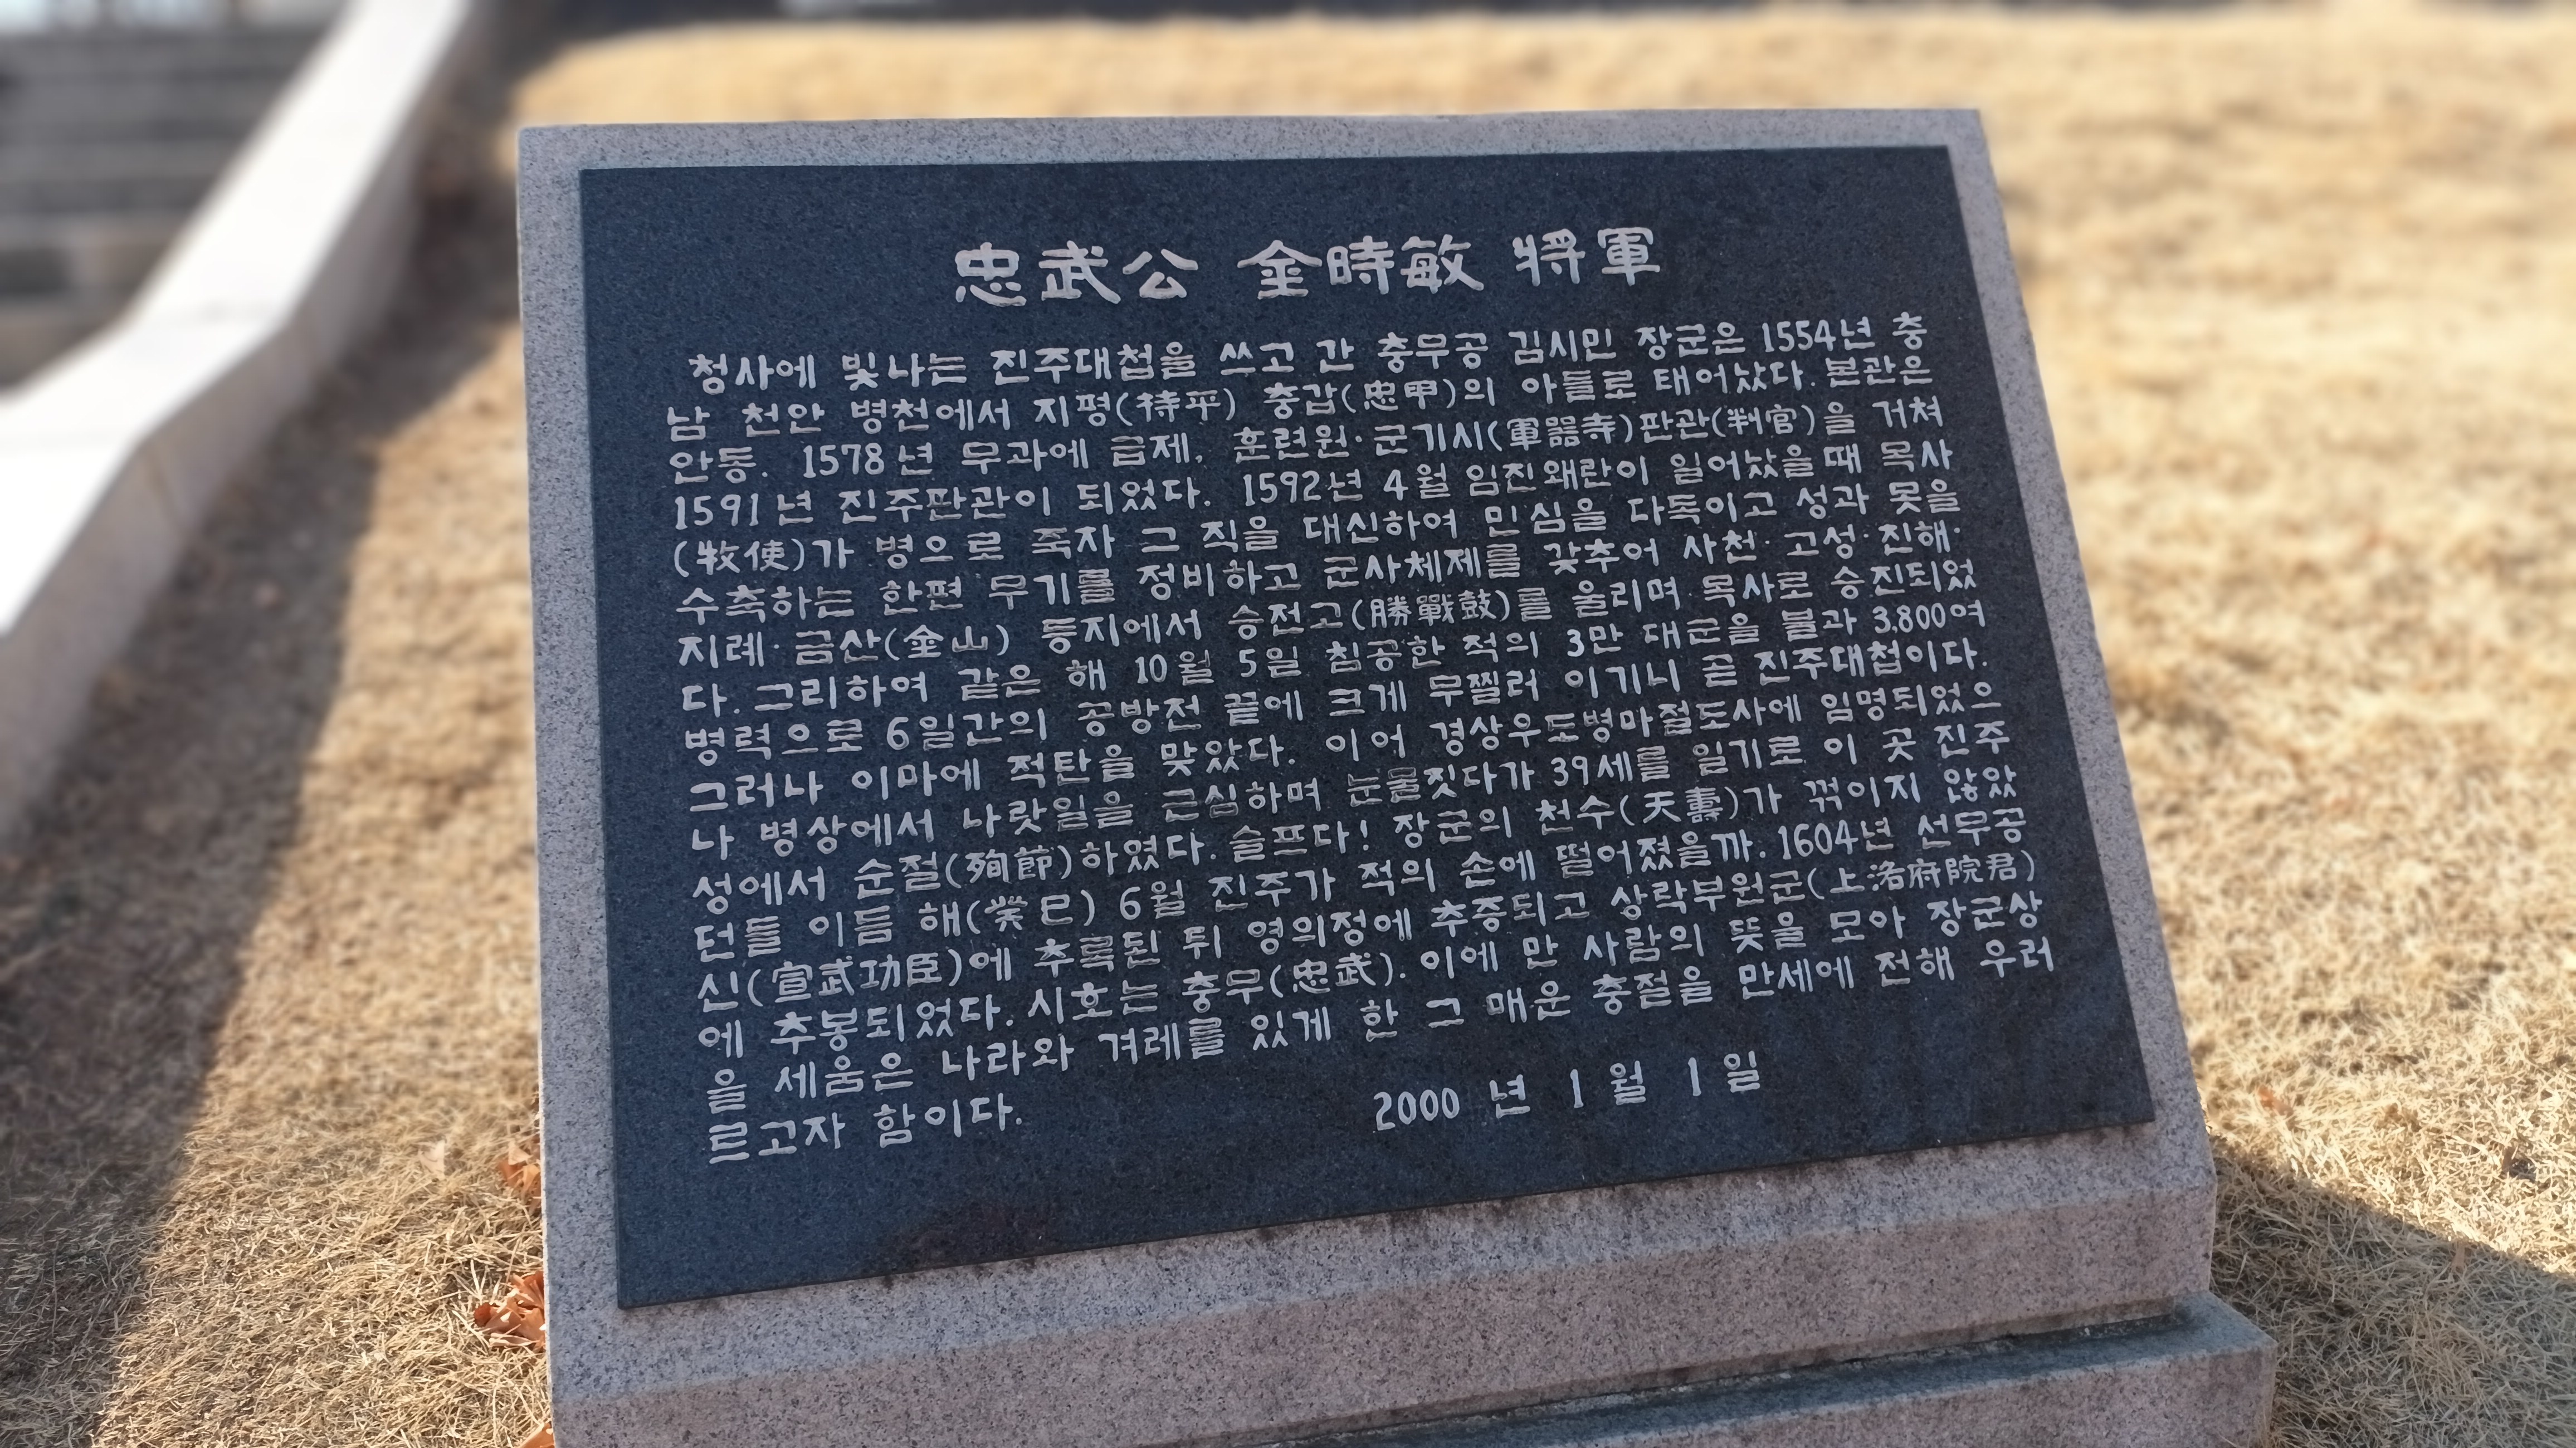 忠武公 金時敏 將軍
청사에 빛나는 진주대첩을 쓰고 간 충무공 김시민 장군은 1554년 충
남 천안 병천에서 지평(持平) 충갑(忠甲)의 아들로 태어났다. 본관은
안동. 1578년 무과에 급제, 훈련원·군기시(軍器寺)판관(判官)을 거쳐
1591년 진주판관이 되었다. 1592년 4월 임진왜란이 일어났을때 목사
(牧使)가 병으로 죽자 그 직을 대신하여 민심을 다독이고 성과 못을
수축하는 한편 무기를 정비하고 군사체제를 갖추어 사천·고성·진해·
지례·금산(金山) 등지에서 승전고(勝戰鼓)를 울리며 목사로 승진되었
다. 그리하여 같은 해 10월 5일 침공한 적의 3만 대군을 불과 3,800여
병력으로 6일간의 공방전 끝에 크게 무찔러 이기니 곧 진주대첩이다.
그러나 이마에 적탄을 맞았다. 이어 경상우도병마절도사에 임명되었으
나 병상에서 나랏일을 근심하며 눈물짓다가 39세를 일기로 이 곳 진주
성에서 순절(殉節)하였다. 슬프다! 장군의 천수(天壽)가 꺾이지 않았
던들 이듬 해(癸巳) 6월 진주가 적의 손에 떨어졌을까. 1604년 선무공
신(宣武功臣)에 추록된 뒤 영의정에 추증되고 상락부원군(上洛府院君)
에 추봉되었다. 시호는 충무(忠武). 이에 만 사람의 뜻을 모아 장군상
을 세움은 나라와 겨레를 있게 한 그 매운 충절을 만세에 전해 우러
르고자 함이다.
2000 년 1 월 1 일